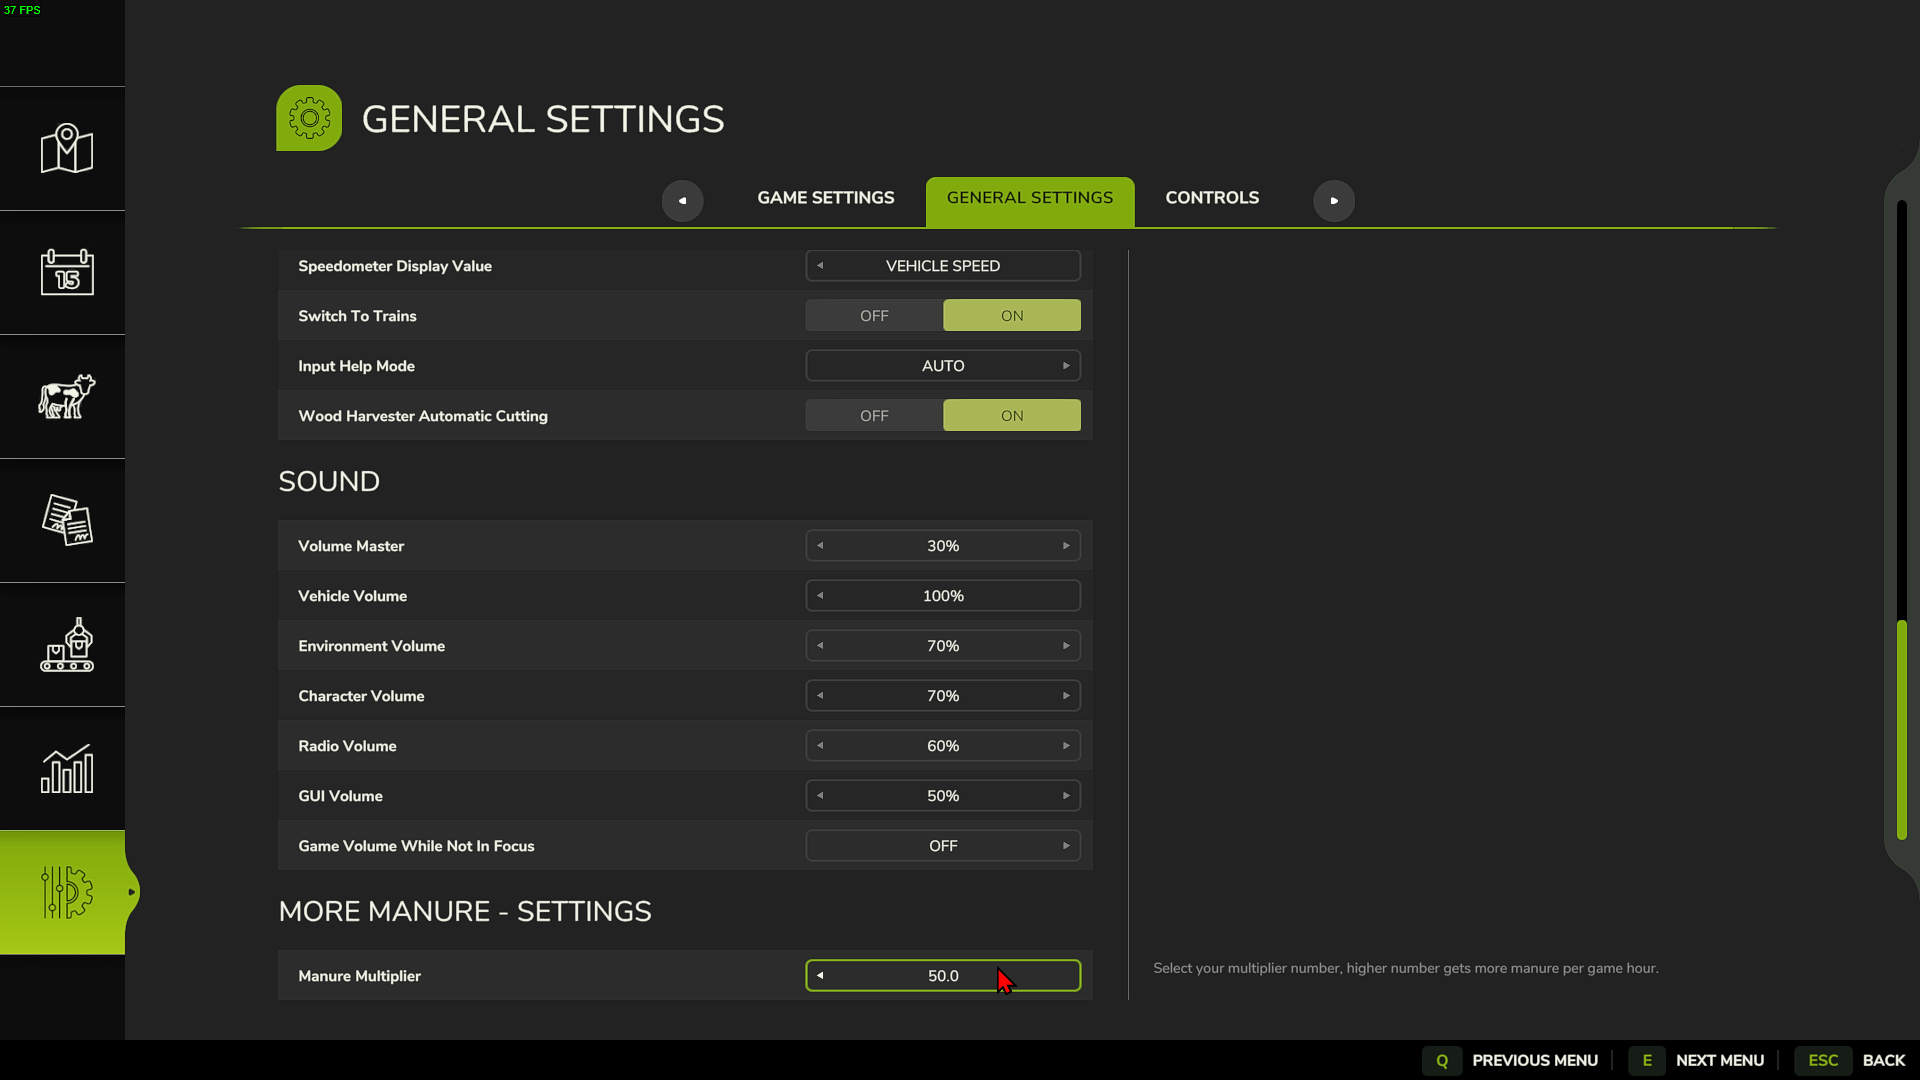 37 FPS
GENERAL SETTINGS
GAME SETTINGS
GENERAL SETTINGS
CONTROLS
15
Speedometer Display Value
VEHICLE SPEED
Switch To Trains
OFF
ON
Input Help Mode
AUTO
Wood Harvester Automatic Cutting
OFF
ON
SOUND
Volume Master
30%
Vehicle Volume
100%
Environment Volume
70%
Character Volume
70%
Radio Volume
60%
GUI Volume
50%
Game Volume While Not In Focus
OFF
MORE MANURE - SETTINGS
Manure Multiplier
50.0
Select your multiplier number, higher number gets more manure per game hour.
Q PREVIOUS MENU
E NEXT MENU
ESC BACK